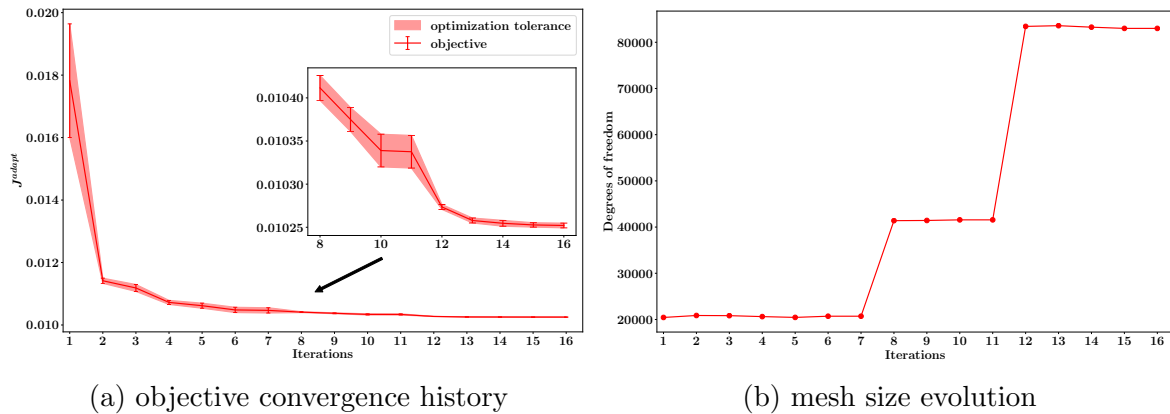 0.020
0.018
0.016
0.014
0.012
0.010
J^adapt
optimization tolerance
objective
0.01040
0.01035
0.01030
0.01025
8 10 12 14 16
1 2 3 4 5 6 7 8 9 10 11 12 13 14 15 16
Iterations
(a) objective convergence history
80000
70000
60000
50000
40000
30000
20000
Degrees of freedom
1 2 3 4 5 6 7 8 9 10 11 12 13 14 15 16
Iterations
(b) mesh size evolution